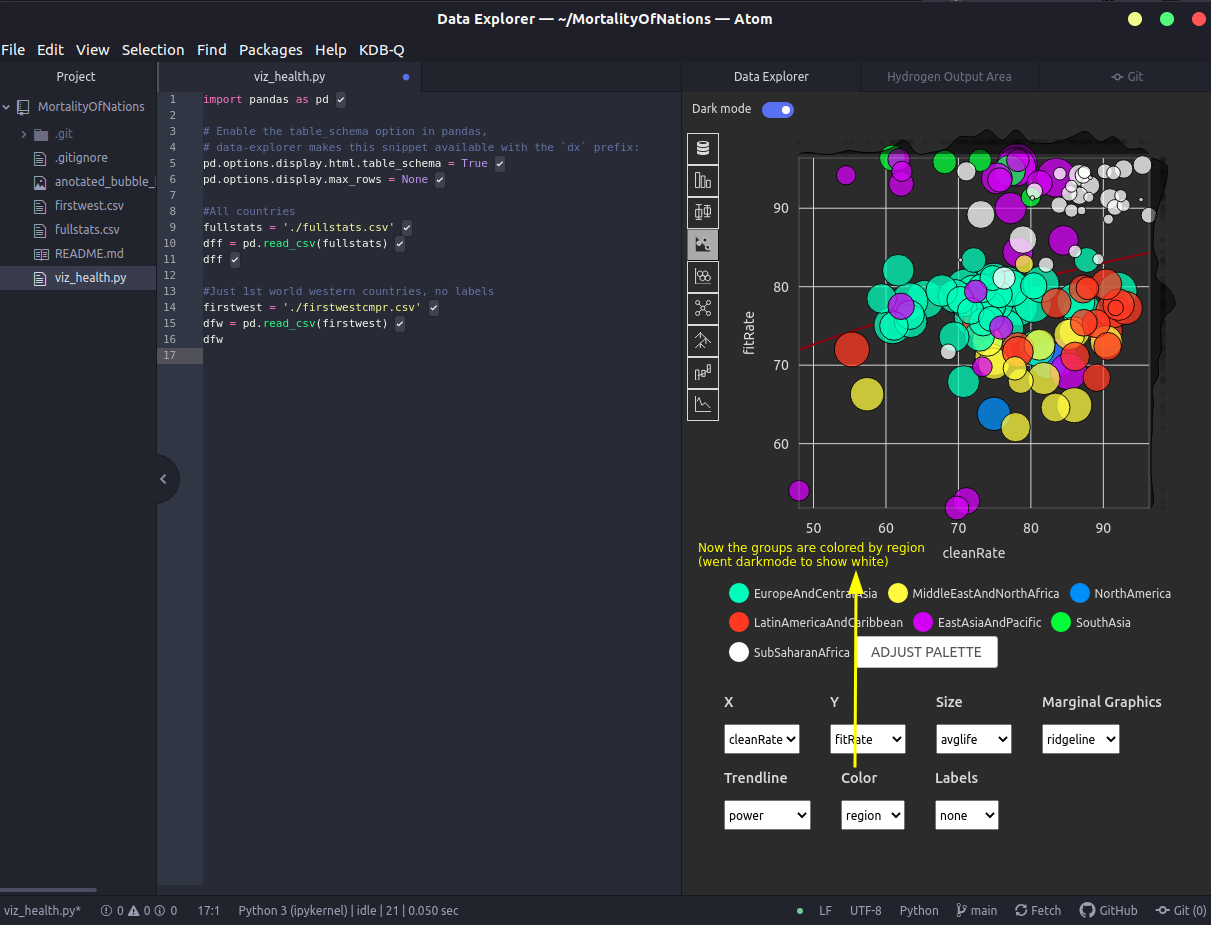 Data Explorer — ~/MortalityOfNations — Atom
File Edit View Selection Find Packages Help KDB-Q
Project
MortalityOfNations
.git
.gitignore
anotated_bubble_
firstwest.csv
fullstats.csv
README.md
viz_health.py
viz_health.py
1 import pandas as pd
2
3 # Enable the table_schema option in pandas,
4 # data-explorer makes this snippet available with the `dx` prefix:
5 pd.options.display.html.table_schema = True
6 pd.options.display.max_rows = None
7
8 #All countries
9 fullstats = './fullstats.csv'
10 dff = pd.read_csv(fullstats)
11 dff
12
13 #Just 1st world western countries, no labels
14 firstwest = './firstwestcmpr.csv'
15 dfw = pd.read_csv(firstwest)
16 dfw
17
Data Explorer Hydrogen Output Area Git
Dark mode
90
80
70
60
fitRate
50 60 70 80 90
cleanRate
Now the groups are colored by region
(went darkmode to show white)
EuropeAndCentralAsia MiddleEastAndNorthAfrica NorthAmerica
LatinAmericaAndCaribbean EastAsiaAndPacific SouthAsia
SubSaharanAfrica ADJUST PALETTE
X Y Size Marginal Graphics
cleanRate fitRate avglife ridgeline
Trendline Color Labels
power region none
viz_health.py* 0 0 0 17:1 Python 3 (ipykernel) | idle | 21 | 0.050 sec LF UTF-8 Python main Fetch GitHub Git (0)